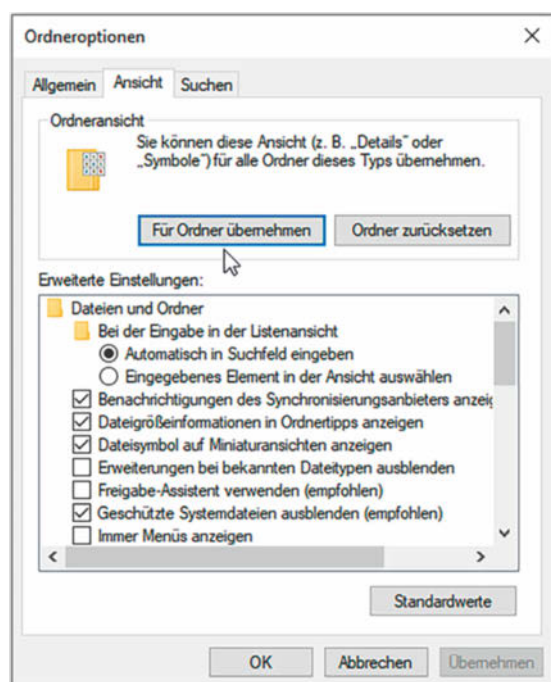 Ordneroptionen
Allgemein Ansicht Suchen
Ordneransicht
Sie können diese Ansicht (z. B. „Details“ oder
„Symbole“) für alle Ordner dieses Typs übernehmen.
Für Ordner übernehmen Ordner zurücksetzen
Erweiterte Einstellungen:
Dateien und Ordner
Bei der Eingabe in der Listenansicht
Automatisch in Suchfeld eingeben
Eingegebenes Element in der Ansicht auswählen
Benachrichtigungen des Synchronisierungsanbieters anzeig
Dateigrößeinformationen in Ordnertipps anzeigen
Dateisymbol auf Miniaturansichten anzeigen
Erweiterungen bei bekannten Dateitypen ausblenden
Freigabe-Assistent verwenden (empfohlen)
Geschützte Systemdateien ausblenden (empfohlen)
Immer Menüs anzeigen
Standardwerte
OK Abbrechen Übernehmen